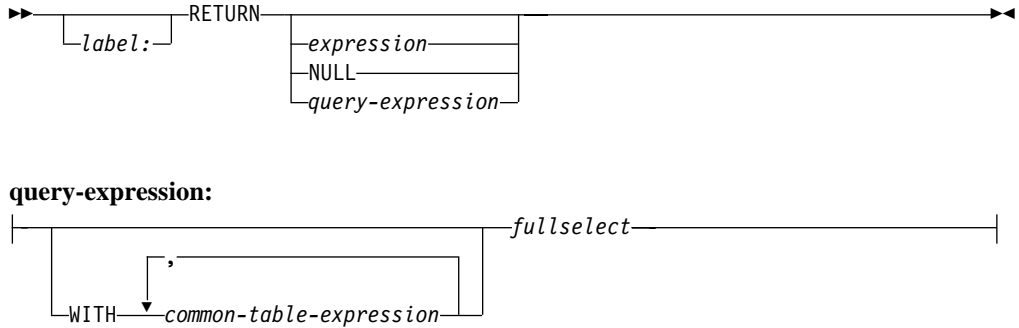 RETURN
label:
expression
NULL
query-expression
query-expression:
fullselect
,
WITH common-table-expression